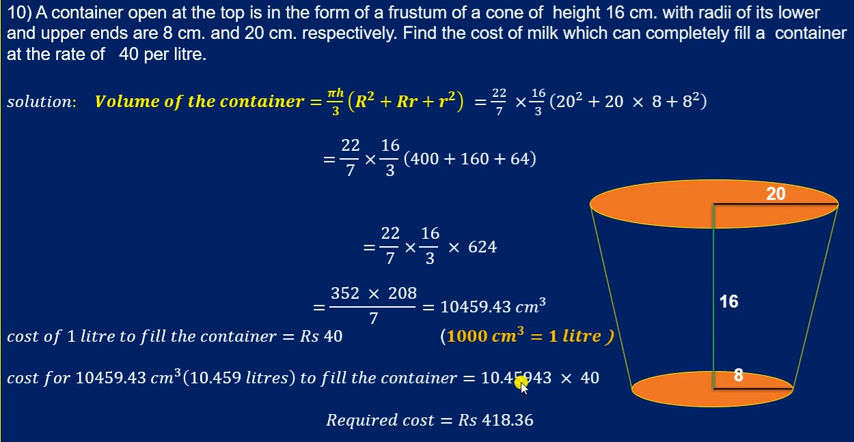 10) A container open at the top is in the form of a frustum of a cone of height 16 cm. with radii of its lower
and upper ends are 8 cm. and 20 cm. respectively. Find the cost of milk which can completely fill a container
at the rate of 40 per litre.
solution: Volume of the container = πh/3 (R² + Rr + r²) = 22/7 × 16/3 (20² + 20 × 8 + 8²)
= 22/7 × 16/3 (400 + 160 + 64)
20
= 22/7 × 16/3 × 624
= 352 × 208 / 7 = 10459.43 cm³
16
cost of 1 litre to fill the container = Rs 40 (1000 cm³ = 1 litre )
cost for 10459.43 cm³(10.459 litres) to fill the container = 10.45943 × 40
8
Required cost = Rs 418.36